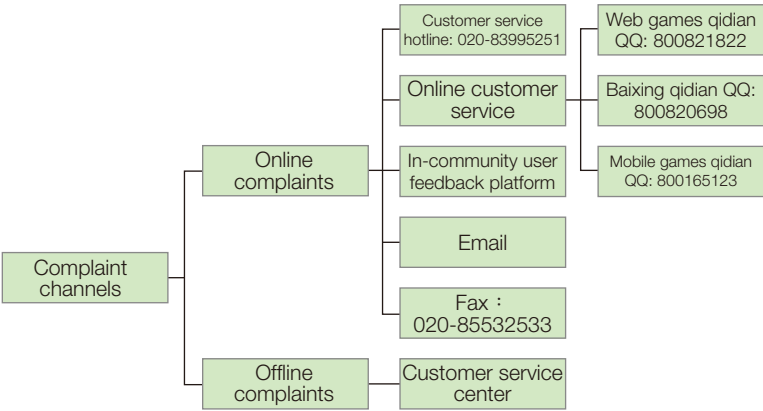 Customer service
hotline: 020-83995251
Web games qidian
QQ: 800821822
Online customer
service
Baixing qidian QQ:
800820698
Online
complaints
In-community user
feedback platform
Mobile games qidian
QQ: 800165123
Email
Complaint
channels
Fax：
020-85532533
Offline
complaints
Customer service
center